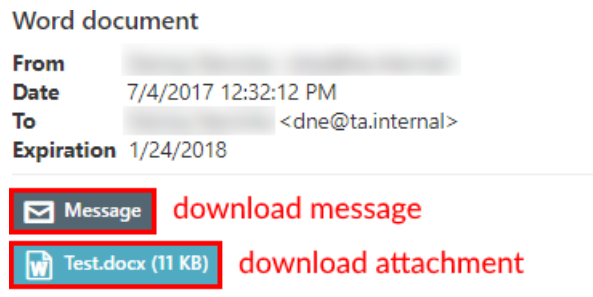 Word document
From
Date 7/4/2017 12:32:12 PM
To <dne@ta.internal>
Expiration 1/24/2018
Message download message
Test.docx (11 KB) download attachment